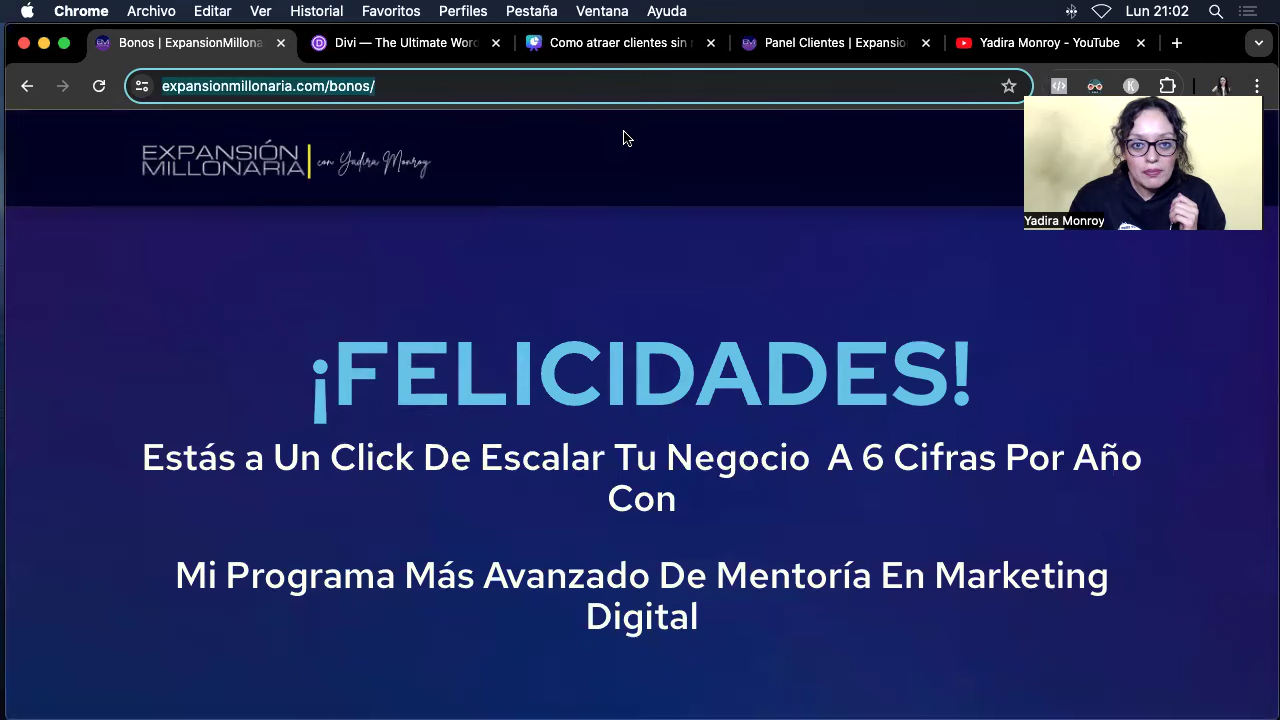 Chrome Archivo Editar Ver Historial Favoritos Perfiles Pestaña Ventana Ayuda Lun 21:02
Bonos | ExpansionMillona
Divi — The Ultimate Wor
Como atraer clientes sin
Panel Clientes | Expansio
Yadira Monroy - YouTube
expansionmillonaria.com/bonos/
EXPANSIÓN
MILLONARIA
con Yadira Monroy
Yadira Monroy
¡FELICIDADES!
Estás a Un Click De Escalar Tu Negocio A 6 Cifras Por Año
Con
Mi Programa Más Avanzado De Mentoría En Marketing
Digital